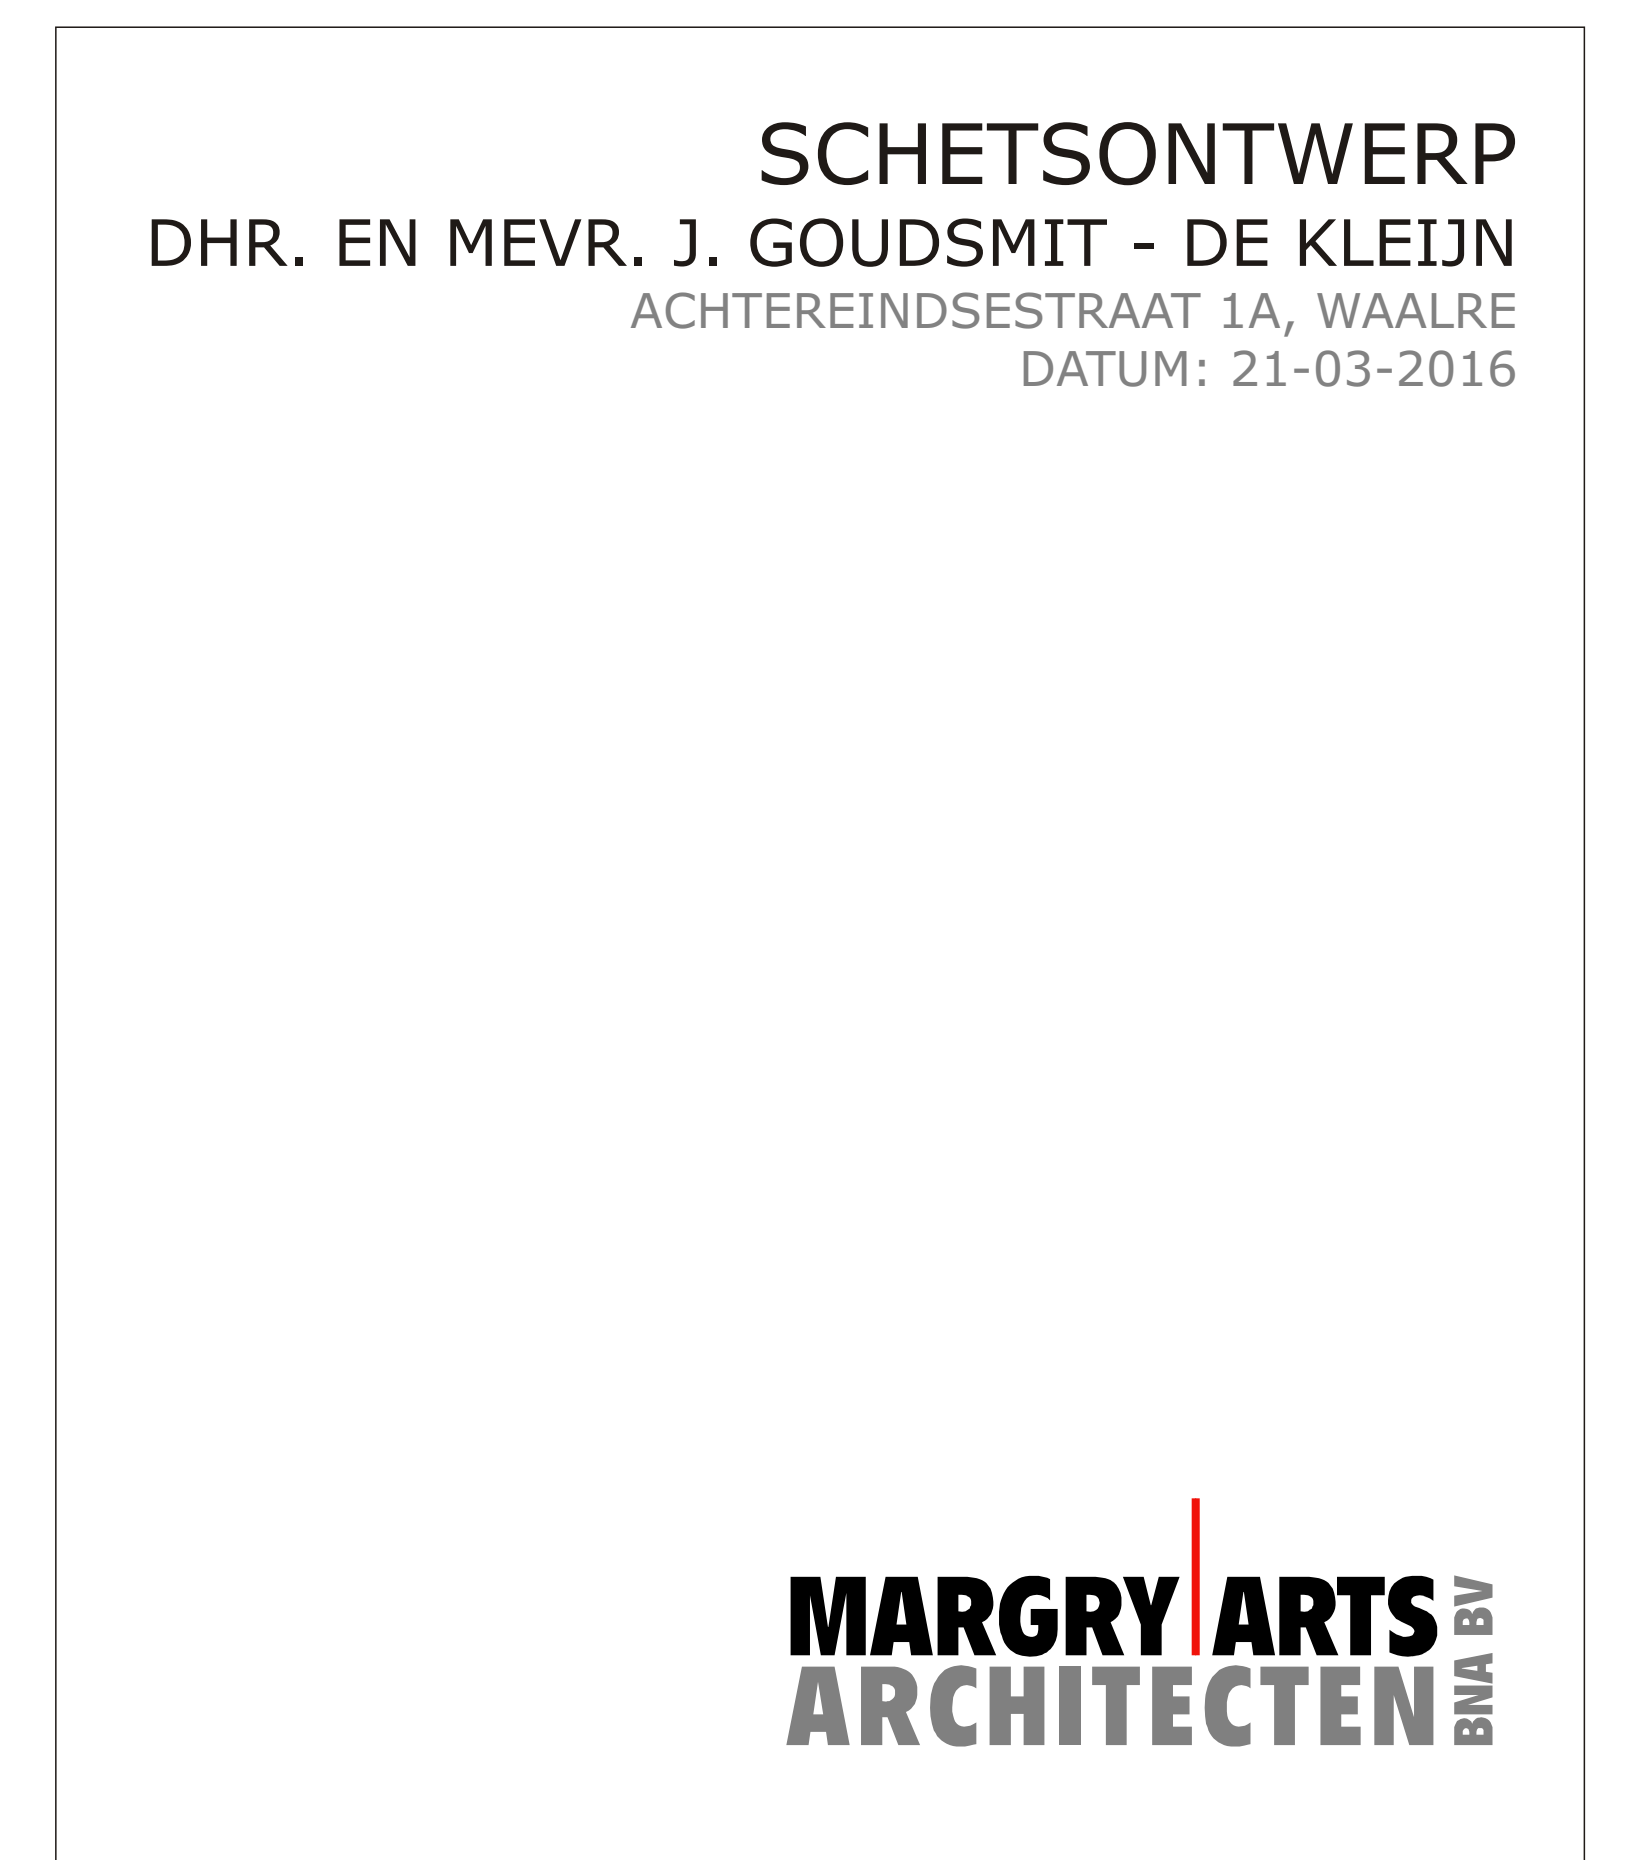 SCHETSONTWERP
DHR. EN MEVR. J. GOUDSMIT - DE KLEIJN
ACHTEREINDSESTRAAT 1A, WAALRE
DATUM: 21-03-2016
MARGRY ARTS
ARCHITECTEN
BNA BV